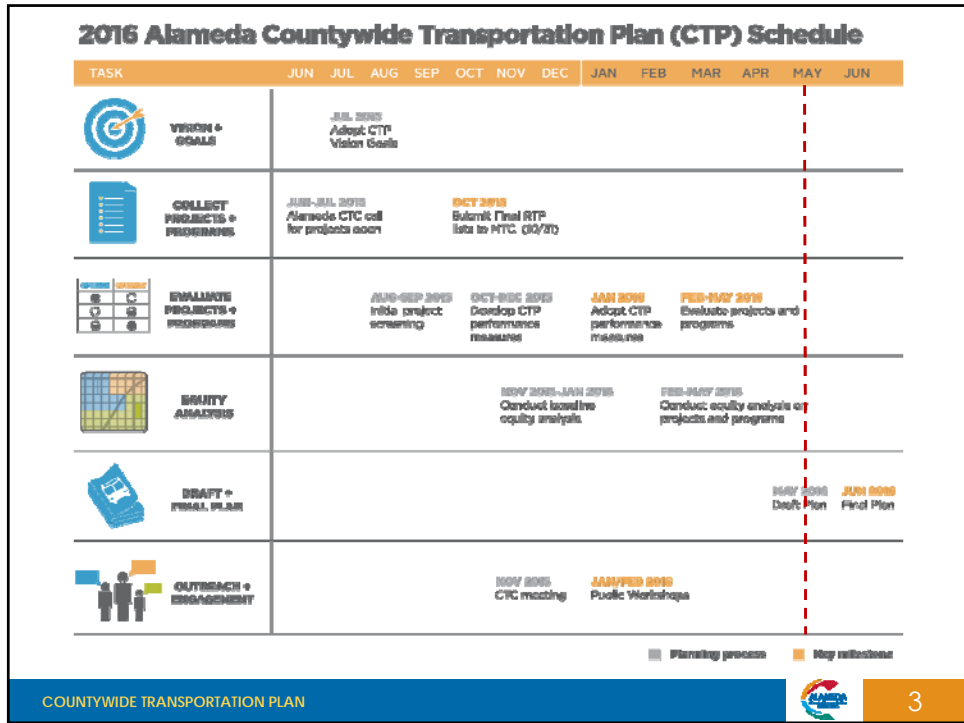 2016 Alameda Countywide Transportation Plan (CTP) Schedule
TASK JUN JUL AUG SEP OCT NOV DEC JAN FEB MAR APR MAY JUN
VISION +
GOALS
JUL 2015
Adopt CTP
Vision Goals
COLLECT
PROJECTS +
PROGRAMS
JUN-JUL 2015
Alameda CTC call
for projects open
OCT 2015
Submit Final RTP
lists to MTC. (10/31)
EVALUATE
PROJECTS +
PROGRAMS
AUG-SEP 2015
Initial project
screening
OCT-DEC 2015
Develop CTP
performance
measures
JAN 2016
Adopt CTP
performance
measures
FEB-MAY 2016
Evaluate projects and
programs
EQUITY
ANALYSIS
NOV 2015-JAN 2016
Conduct baseline
equity analysis
FEB-MAY 2016
Conduct equity analysis on
projects and programs
DRAFT +
FINAL PLAN
MAY 2016
Draft Plan
JUN 2016
Final Plan
OUTREACH +
ENGAGEMENT
NOV 2015
CTC meeting
JAN/FEB 2016
Public Workshops
Planning process
Key milestone
COUNTYWIDE TRANSPORTATION PLAN
ALAMEDA
3